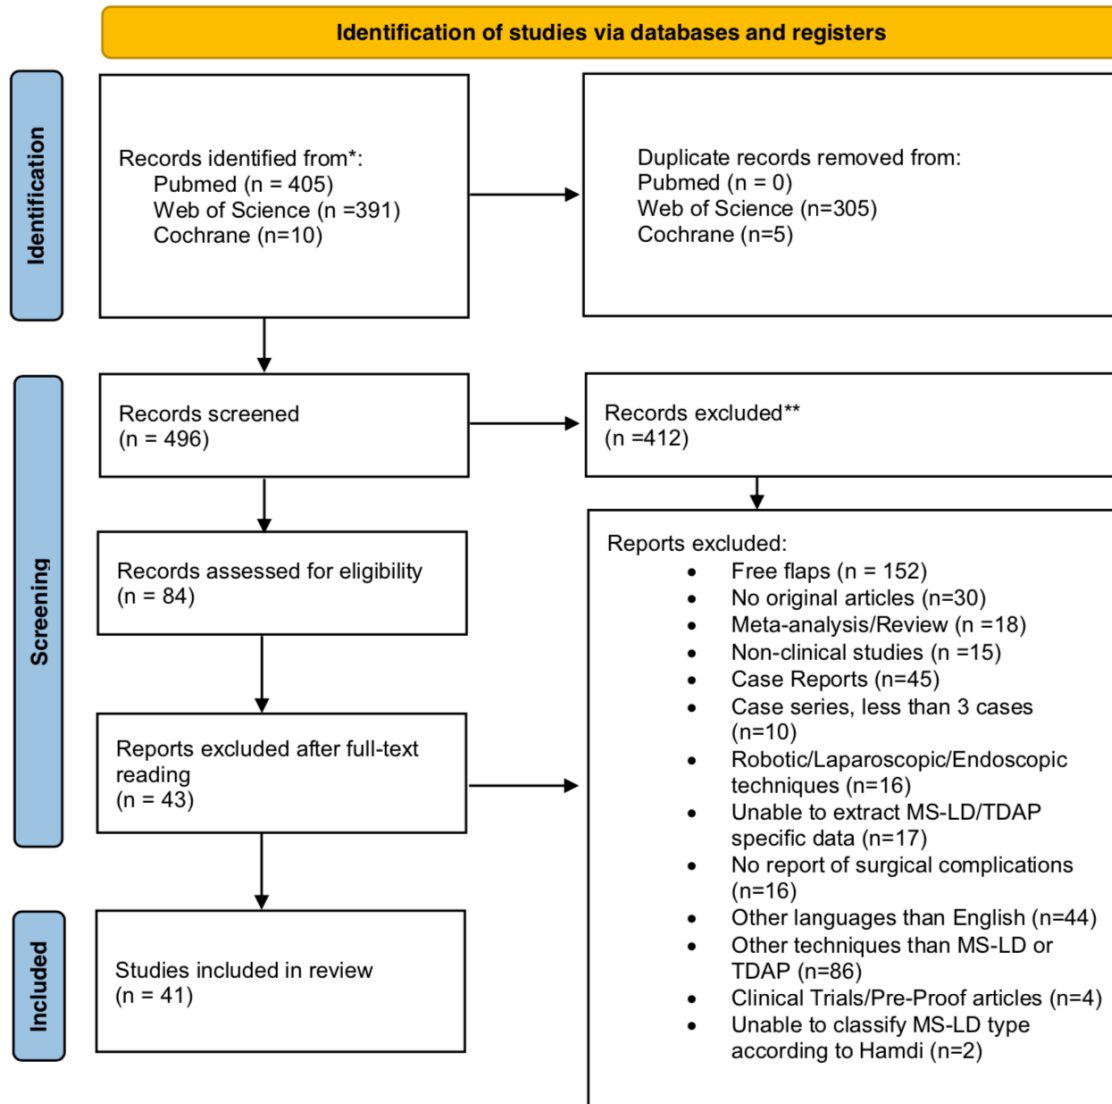 Identification of studies via databases and registers
Identification
Records identified from*:
Pubmed (n = 405)
Web of Science (n =391)
Cochrane (n=10)
Duplicate records removed from:
Pubmed (n = 0)
Web of Science (n=305)
Cochrane (n=5)
Screening
Records screened
(n = 496)
Records excluded**
(n =412)
Records assessed for eligibility
(n = 84)
Reports excluded after full-text
reading
(n = 43)
Reports excluded:
• Free flaps (n = 152)
• No original articles (n=30)
• Meta-analysis/Review (n =18)
• Non-clinical studies (n =15)
• Case Reports (n=45)
• Case series, less than 3 cases
(n=10)
• Robotic/Laparoscopic/Endoscopic
techniques (n=16)
• Unable to extract MS-LD/TDAP
specific data (n=17)
• No report of surgical complications
(n=16)
• Other languages than English (n=44)
• Other techniques than MS-LD or
TDAP (n=86)
• Clinical Trials/Pre-Proof articles (n=4)
• Unable to classify MS-LD type
according to Hamdi (n=2)
Included
Studies included in review
(n = 41)